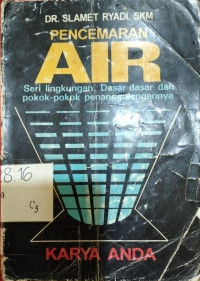 DR. SLAMET RYADI, SKM
PENCEMARAN
AIR
Seri lingkungan, Dasar-dasar dan
pokok-pokok penanggulangannya
8.16
a
C3
KARYA ANDA